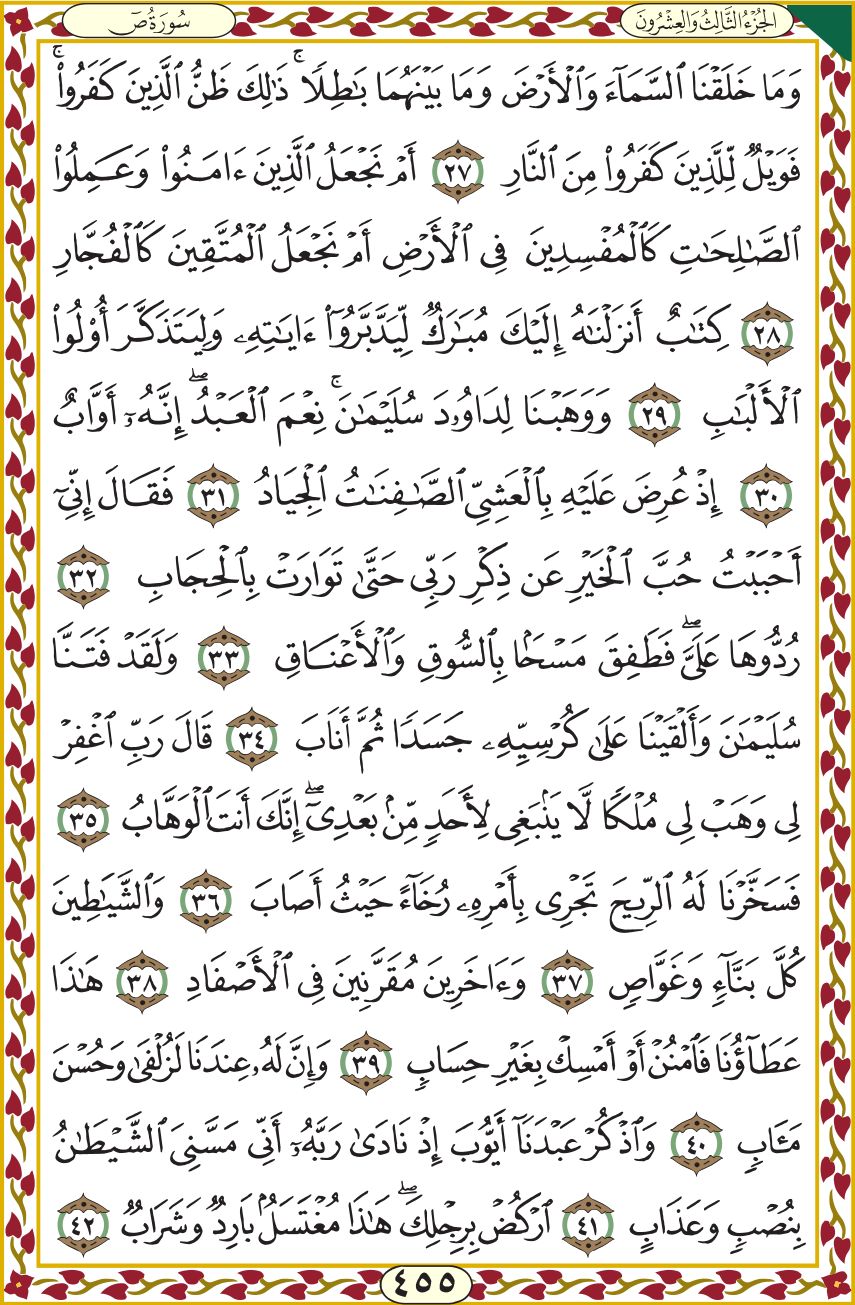 الجُزْءُ الثَّالِثُ وَالعِشْرُونَ
سُورَةُ صٓ
وَمَا خَلَقْنَا ٱلسَّمَآءَ وَٱلْأَرْضَ وَمَا بَيْنَهُمَا بَٰطِلًا ۚ ذَٰلِكَ ظَنُّ ٱلَّذِينَ كَفَرُوا۟ ۚ
فَوَيْلٌ لِّلَّذِينَ كَفَرُوا۟ مِنَ ٱلنَّارِ ٢٧ أَمْ نَجْعَلُ ٱلَّذِينَ ءَامَنُوا۟ وَعَمِلُوا۟
ٱلصَّٰلِحَٰتِ كَٱلْمُفْسِدِينَ فِى ٱلْأَرْضِ أَمْ نَجْعَلُ ٱلْمُتَّقِينَ كَٱلْفُجَّارِ
٢٨ كِتَٰبٌ أَنزَلْنَٰهُ إِلَيْكَ مُبَٰرَكٌ لِّيَدَّبَّرُوٓا۟ ءَايَٰتِهِۦ وَلِيَتَذَكَّرَ أُو۟لُوا۟
ٱلْأَلْبَٰبِ ٢٩ وَوَهَبْنَا لِدَاوُۥدَ سُلَيْمَٰنَ ۚ نِعْمَ ٱلْعَبْدُ ۖ إِنَّهُۥٓ أَوَّابٌ
٣٠ إِذْ عُرِضَ عَلَيْهِ بِٱلْعَشِىِّ ٱلصَّٰفِنَٰتُ ٱلْجِيَادُ ٣١ فَقَالَ إِنِّىٓ
أَحْبَبْتُ حُبَّ ٱلْخَيْرِ عَن ذِكْرِ رَبِّى حَتَّىٰ تَوَارَتْ بِٱلْحِجَابِ ٣٢
رُدُّوهَا عَلَىَّ ۖ فَطَفِقَ مَسْحًۢا بِٱلسُّوقِ وَٱلْأَعْنَاقِ ٣٣ وَلَقَدْ فَتَنَّا
سُلَيْمَٰنَ وَأَلْقَيْنَا عَلَىٰ كُرْسِيِّهِۦ جَسَدًا ثُمَّ أَنَابَ ٣٤ قَالَ رَبِّ ٱغْفِرْ
لِى وَهَبْ لِى مُلْكًا لَّا يَنۢبَغِى لِأَحَدٍ مِّنۢ بَعْدِىٓ ۖ إِنَّكَ أَنتَ ٱلْوَهَّابُ ٣٥
فَسَخَّرْنَا لَهُ ٱلرِّيحَ تَجْرِى بِأَمْرِهِۦ رُخَآءً حَيْثُ أَصَابَ ٣٦ وَٱلشَّيَٰطِينَ
كُلَّ بَنَّآءٍ وَغَوَّاصٍ ٣٧ وَءَاخَرِينَ مُقَرَّنِينَ فِى ٱلْأَصْفَادِ ٣٨ هَٰذَا
عَطَآؤُنَا فَٱمْنُنْ أَوْ أَمْسِكْ بِغَيْرِ حِسَابٍ ٣٩ وَإِنَّ لَهُۥ عِندَنَا لَزُلْفَىٰ وَحُسْنَ
مَـَٔابٍ ٤٠ وَٱذْكُرْ عَبْدَنَآ أَيُّوبَ إِذْ نَادَىٰ رَبَّهُۥٓ أَنِّى مَسَّنِىَ ٱلشَّيْطَٰنُ
بِنُصْبٍ وَعَذَابٍ ٤١ ٱرْكُضْ بِرِجْلِكَ ۖ هَٰذَا مُغْتَسَلٌۢ بَارِدٌ وَشَرَابٌ ٤٢
٤٥٥